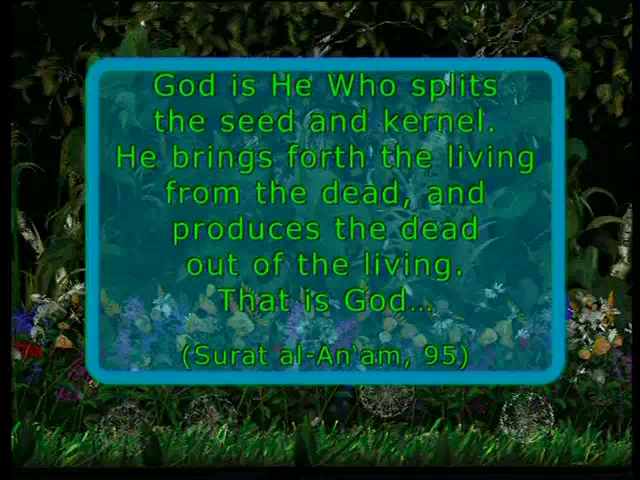 God is He Who splits
the seed and kernel.
He brings forth the living
from the dead, and
produces the dead
out of the living.
That is God…
(Surat al-An‘am, 95)